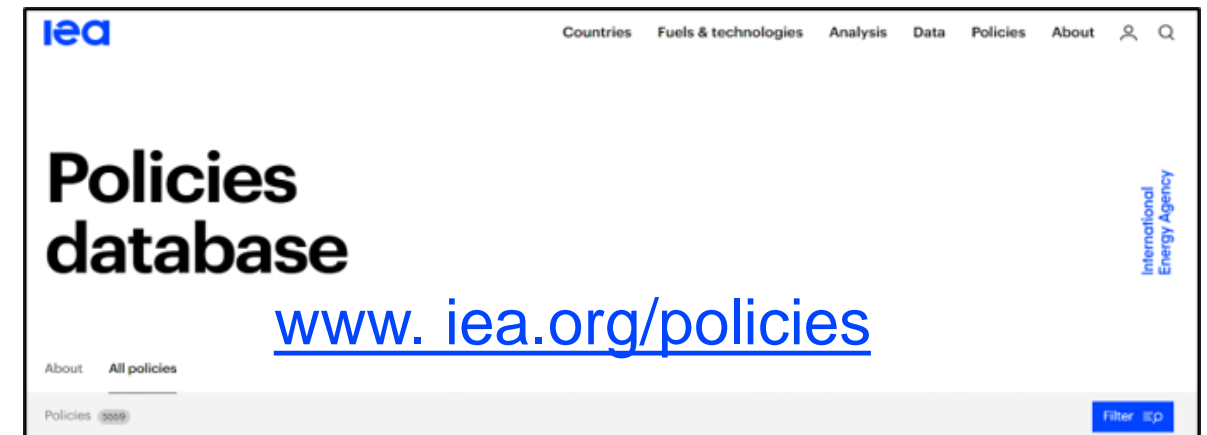 iea
Countries Fuels & technologies Analysis Data Policies About
Policies
database
International
Energy Agency
www. iea.org/policies
About All policies
Policies 5559
Filter